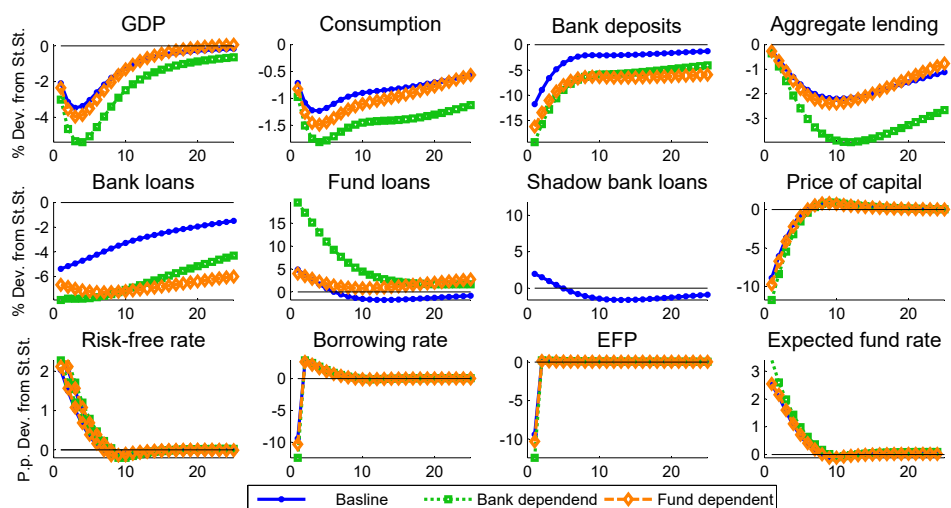 GDP Consumption Bank deposits Aggregate lending
% Dev. from St.St.
0 -2 -4
0 10 20
0 -0.5 -1 -1.5
0 10 20
0 -5 -10 -15
0 10 20
0 -1 -2 -3
0 10 20
Bank loans Fund loans Shadow bank loans Price of capital
% Dev. from St.St.
0 -2 -4 -6
0 10 20
15 10 5 0
0 10 20
10 5 0
0 10 20
0 -5 -10
0 10 20
Risk-free rate Borrowing rate EFP Expected fund rate
P.p. Dev. from St.St.
2 1 0
0 10 20
0 -5 -10
0 10 20
0 -5 -10
0 10 20
3 2 1 0
0 10 20
Basline Bank dependend Fund dependent